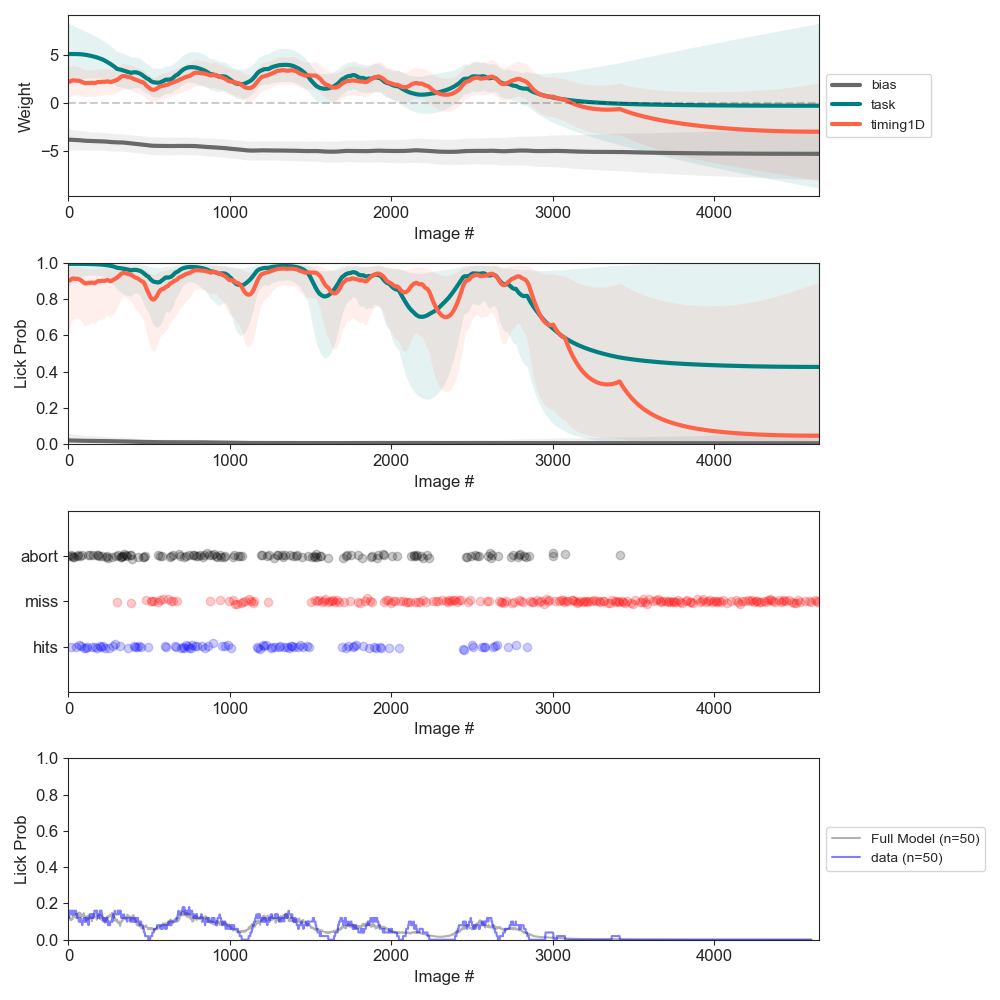 Weight
5
0
−5
0 1000 2000 3000 4000
Image #
bias
task
timing1D
Lick Prob
1.0
0.8
0.6
0.4
0.2
0.0
0 1000 2000 3000 4000
Image #
abort
miss
hits
0 1000 2000 3000 4000
Image #
Lick Prob
1.0
0.8
0.6
0.4
0.2
0.0
0 1000 2000 3000 4000
Image #
Full Model (n=50)
data (n=50)